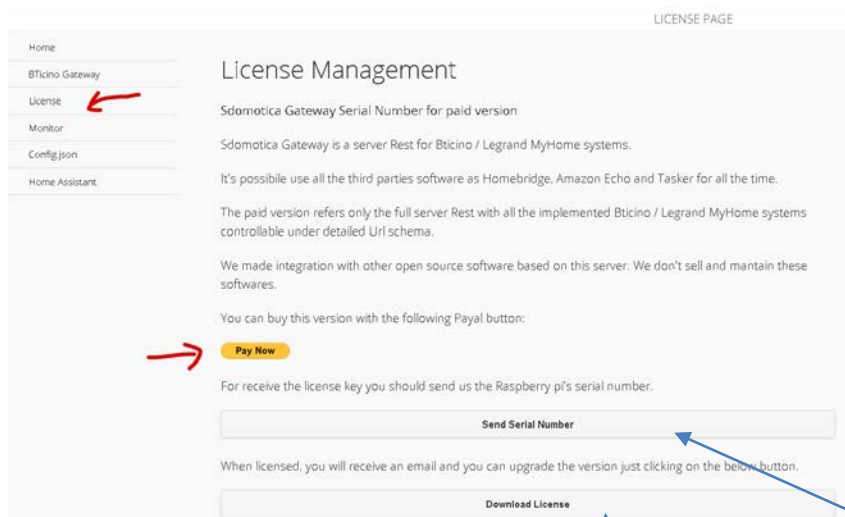 LICENSE PAGE
Home
BTicino Gateway
License
Monitor
Config.json
Home Assistant
License Management
Sdomotica Gateway Serial Number for paid version
Sdomotica Gateway is a server Rest for Bticino / Legrand MyHome systems.
It's possibile use all the third parties software as Homebridge, Amazon Echo and Tasker for all the time.
The paid version refers only the full server Rest with all the implemented Bticino / Legrand MyHome systems
controllable under detailed Url schema.
We made integration with other open source software based on this server. We don't sell and mantain these
softwares.
You can buy this version with the following Payal button:
Pay Now
For receive the license key you should send us the Raspberry pi's serial number.
Send Serial Number
When licensed, you will receive an email and you can upgrade the version just clicking on the below button.
Download License